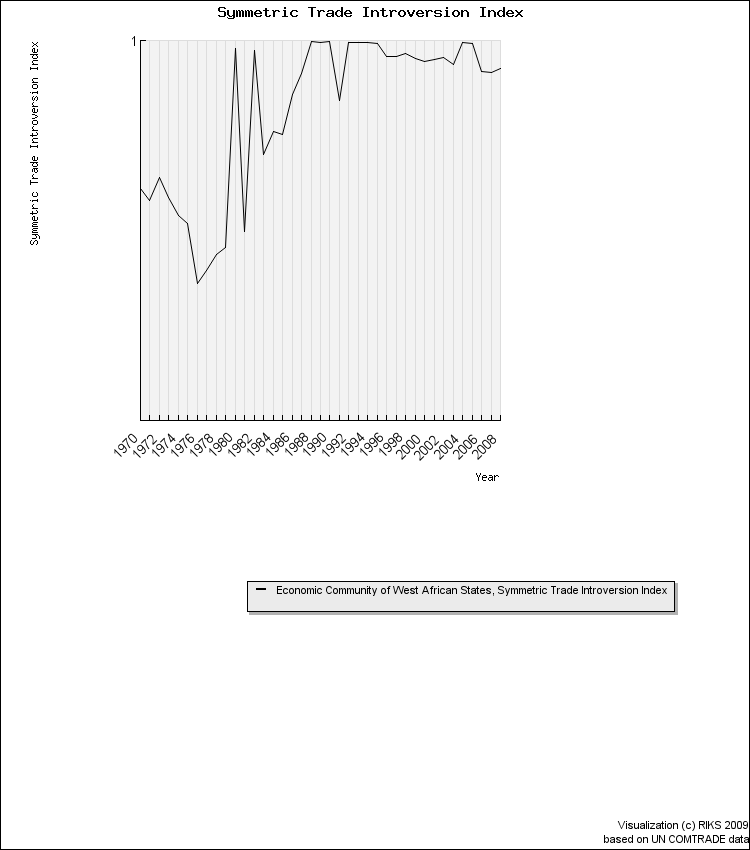 Symmetric Trade Introversion Index
1
Symmetric Trade Introversion Index
1970 1972 1974 1976 1978 1980 1982 1984 1986 1988 1990 1992 1994 1996 1998 2000 2002 2004 2006 2008
Year
Economic Community of West African States, Symmetric Trade Introversion Index
Visualization (c) RIKS 2009
based on UN COMTRADE data